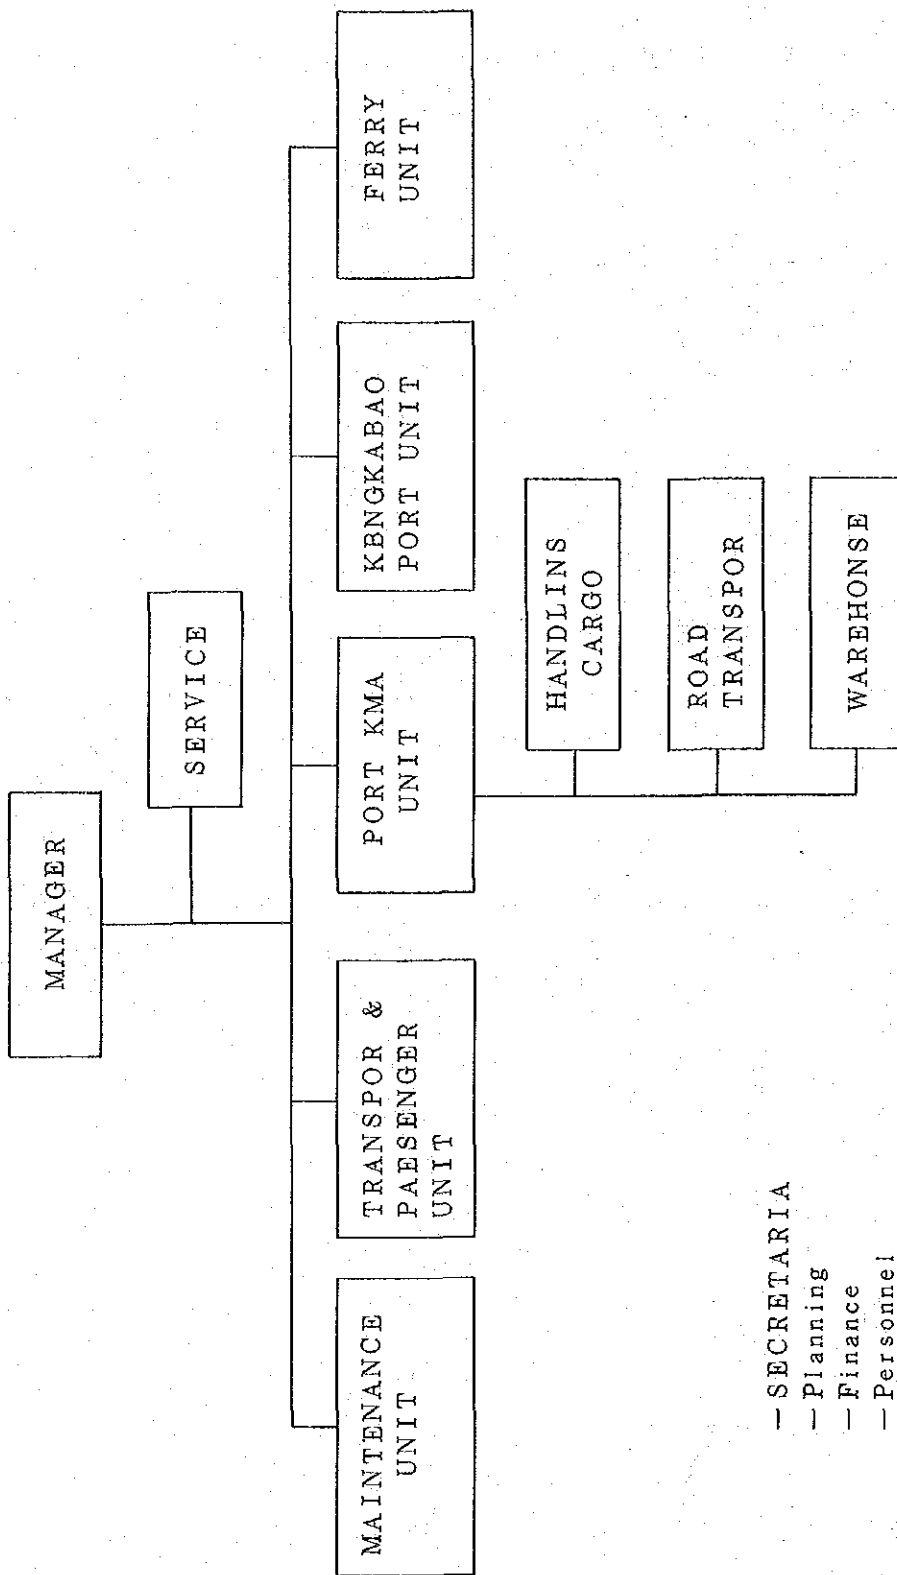 MANAGER
SERVICE
MAINTENANCE
UNIT
TRANSPOR &
PAESENGER
UNIT
PORT KMA
UNIT
KBNGKABAO
PORT UNIT
FERRY
UNIT
HANDLINS
CARGO
ROAD
TRANSPOR
WAREHONSE
— SECRETARIA
— Planning
— Finance
— Personnel